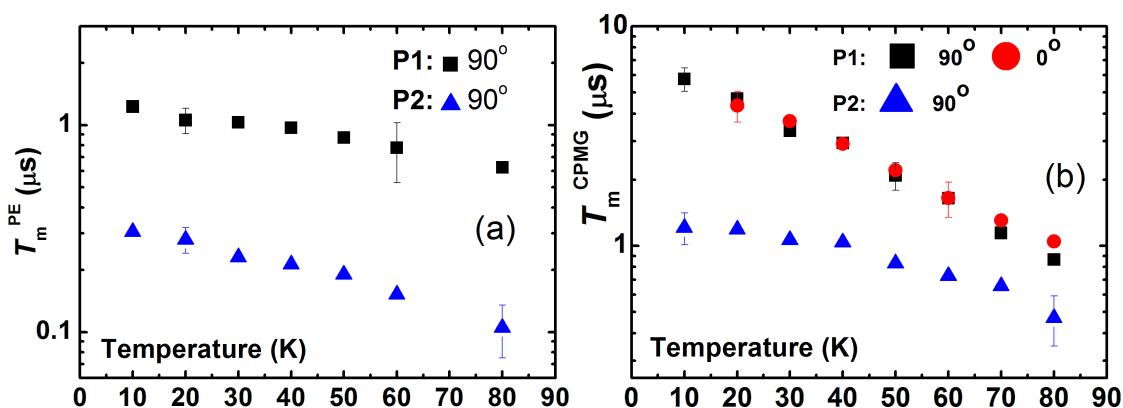 P1: 90°
P2: 90°
1
0.1
T_m^PE (μs)
(a)
Temperature (K)
0 10 20 30 40 50 60 70 80 90
10
1
T_m^CPMG (μs)
P1: 90° 0°
P2: 90°
(b)
Temperature (K)
0 10 20 30 40 50 60 70 80 90